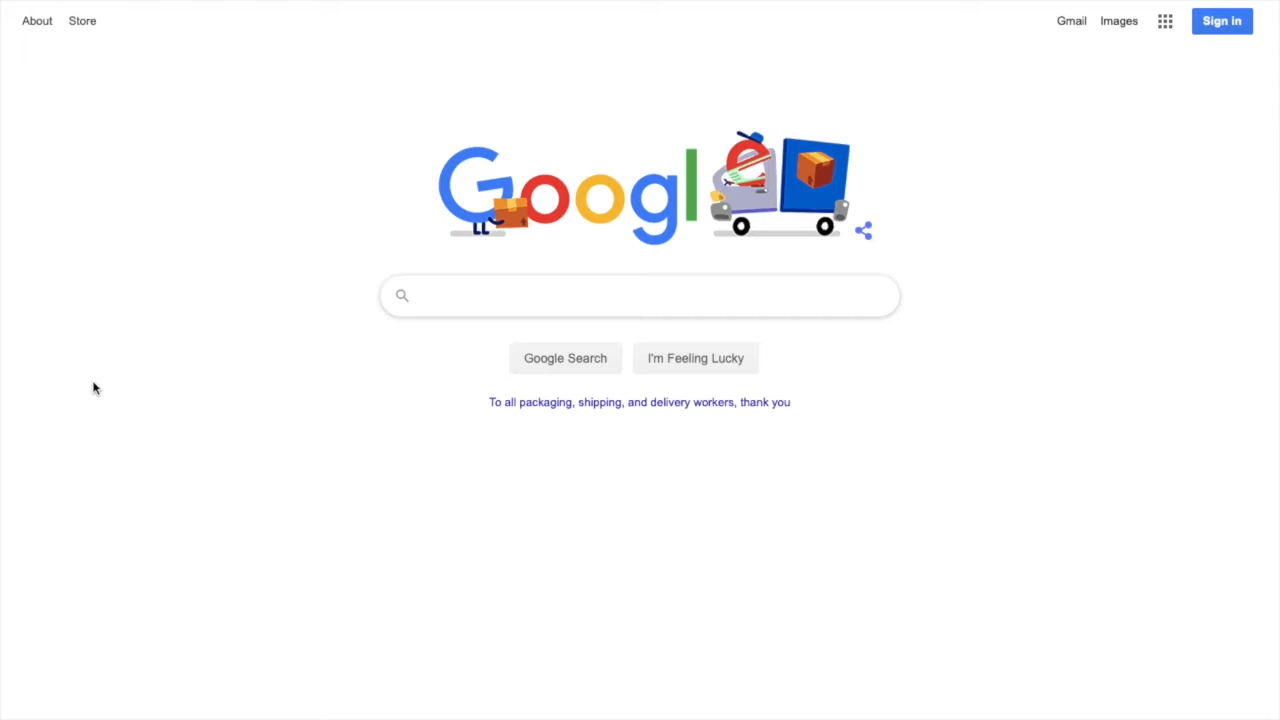 About Store
Gmail Images Sign in
Google
Google Search I'm Feeling Lucky
To all packaging, shipping, and delivery workers, thank you